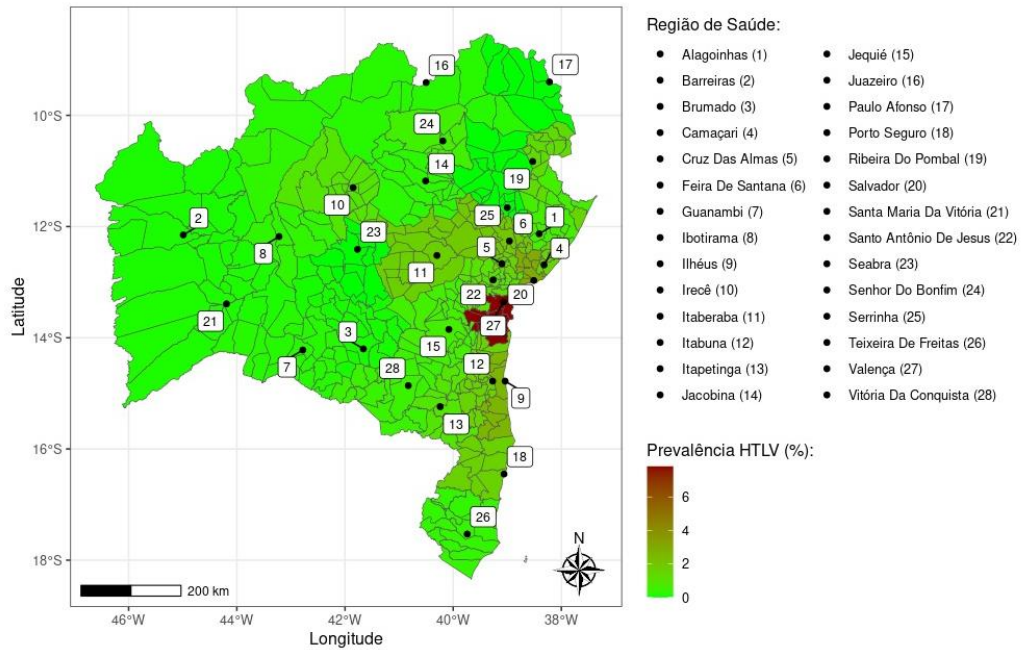 Região de Saúde:
Alagoinhas (1)
Barreiras (2)
Brumado (3)
Camaçari (4)
Cruz Das Almas (5)
Feira De Santana (6)
Guanambi (7)
Ibotirama (8)
Ilhéus (9)
Irecê (10)
Itaberaba (11)
Itabuna (12)
Itapetinga (13)
Jacobina (14)
Jequié (15)
Juazeiro (16)
Paulo Afonso (17)
Porto Seguro (18)
Ribeira Do Pombal (19)
Salvador (20)
Santa Maria Da Vitória (21)
Santo Antônio De Jesus (22)
Seabra (23)
Senhor Do Bonfim (24)
Serrinha (25)
Teixeira De Freitas (26)
Valença (27)
Vitória Da Conquista (28)
Prevalência HTLV (%):
6
4
2
0
Latitude
10°S
12°S
14°S
16°S
18°S
16
17
24
14
19
10
2
25
6
1
23
8
5
4
11
22
20
21
27
3
15
12
7
28
9
13
18
26
N
200 km
46°W
44°W
42°W
40°W
38°W
Longitude